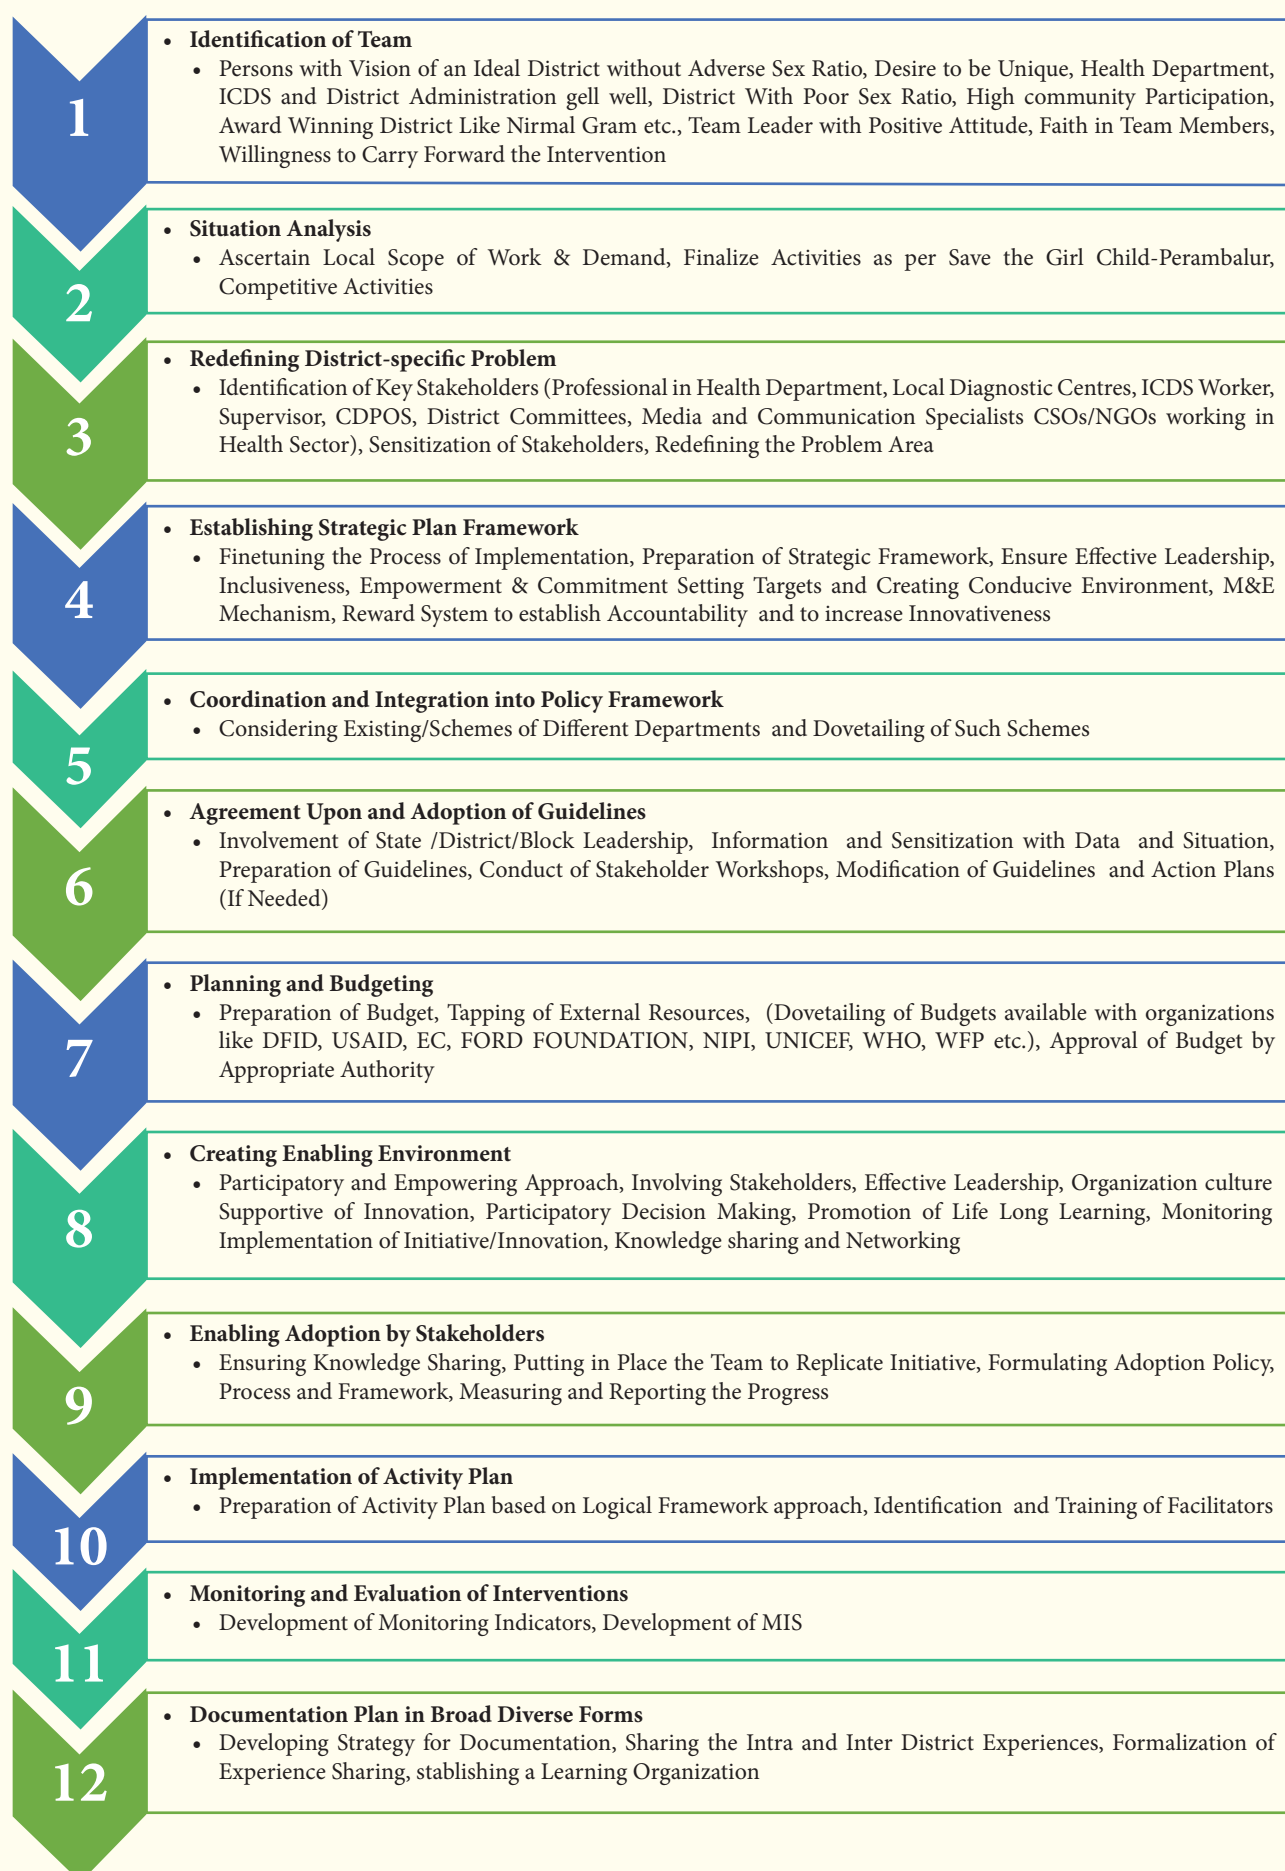 1
• Identification of Team
• Persons with Vision of an Ideal District without Adverse Sex Ratio, Desire to be Unique, Health Department,
ICDS and District Administration gell well, District With Poor Sex Ratio, High community Participation,
Award Winning District Like Nirmal Gram etc., Team Leader with Positive Attitude, Faith in Team Members,
Willingness to Carry Forward the Intervention
2
• Situation Analysis
• Ascertain Local Scope of Work & Demand, Finalize Activities as per Save the Girl Child-Perambalur,
Competitive Activities
3
• Redefining District-specific Problem
• Identification of Key Stakeholders (Professional in Health Department, Local Diagnostic Centres, ICDS Worker,
Supervisor, CDPOS, District Committees, Media and Communication Specialists CSOs/NGOs working in
Health Sector), Sensitization of Stakeholders, Redefining the Problem Area
4
• Establishing Strategic Plan Framework
• Finetuning the Process of Implementation, Preparation of Strategic Framework, Ensure Effective Leadership,
Inclusiveness, Empowerment & Commitment Setting Targets and Creating Conducive Environment, M&E
Mechanism, Reward System to establish Accountability and to increase Innovativeness
5
• Coordination and Integration into Policy Framework
• Considering Existing/Schemes of Different Departments and Dovetailing of Such Schemes
6
• Agreement Upon and Adoption of Guidelines
• Involvement of State /District/Block Leadership, Information and Sensitization with Data and Situation,
Preparation of Guidelines, Conduct of Stakeholder Workshops, Modification of Guidelines and Action Plans
(If Needed)
7
• Planning and Budgeting
• Preparation of Budget, Tapping of External Resources, (Dovetailing of Budgets available with organizations
like DFID, USAID, EC, FORD FOUNDATION, NIPI, UNICEF, WHO, WFP etc.), Approval of Budget by
Appropriate Authority
8
• Creating Enabling Environment
• Participatory and Empowering Approach, Involving Stakeholders, Effective Leadership, Organization culture
Supportive of Innovation, Participatory Decision Making, Promotion of Life Long Learning, Monitoring
Implementation of Initiative/Innovation, Knowledge sharing and Networking
9
• Enabling Adoption by Stakeholders
• Ensuring Knowledge Sharing, Putting in Place the Team to Replicate Initiative, Formulating Adoption Policy,
Process and Framework, Measuring and Reporting the Progress
10
• Implementation of Activity Plan
• Preparation of Activity Plan based on Logical Framework approach, Identification and Training of Facilitators
11
• Monitoring and Evaluation of Interventions
• Development of Monitoring Indicators, Development of MIS
12
• Documentation Plan in Broad Diverse Forms
• Developing Strategy for Documentation, Sharing the Intra and Inter District Experiences, Formalization of
Experience Sharing, stablishing a Learning Organization